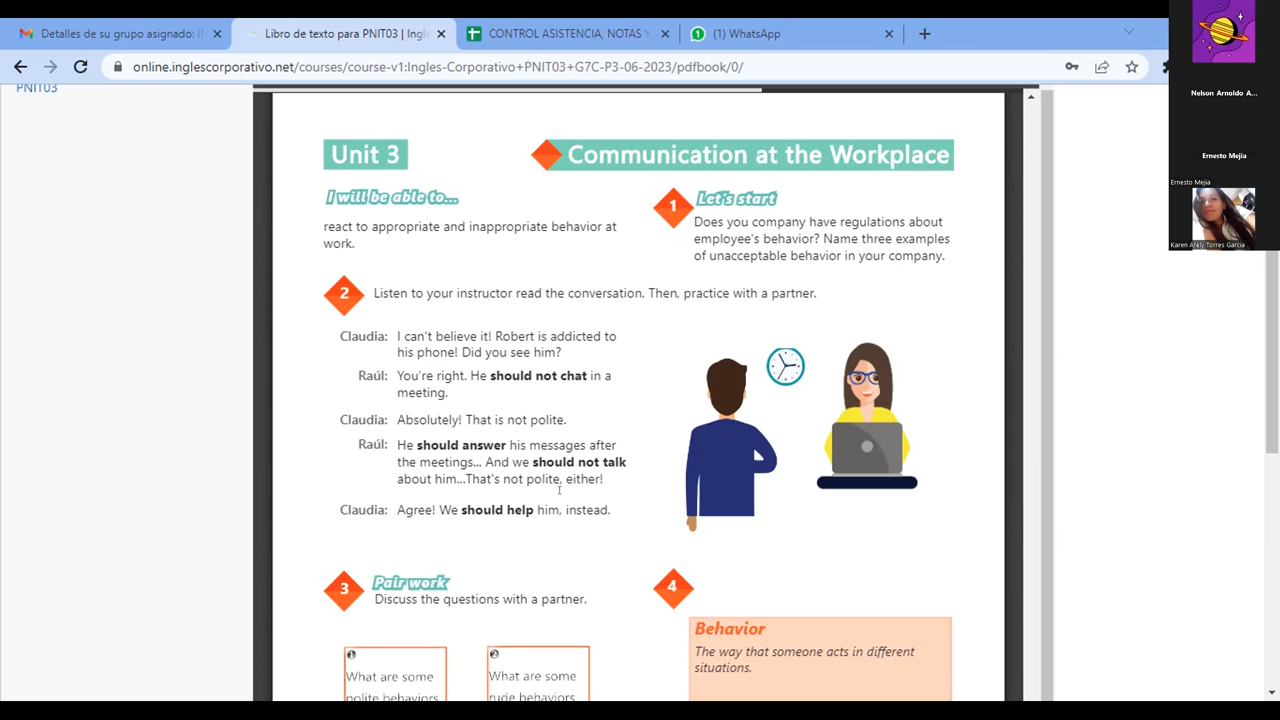 Detalles de su grupo asignado: (I
Libro de texto para PNIT03 | Ingl
CONTROL ASISTENCIA, NOTAS Y
(1) WhatsApp
online.inglescorporativo.net/courses/course-v1:Ingles-Corporativo+PNIT03+G7C-P3-06-2023/pdfbook/0/
PNIT03
Nelson Arnoldo A...
Ernesto Mejia
Ernesto Mejia
Karen Arely Torres Garcia
Unit 3
Communication at the Workplace
I will be able to...
react to appropriate and inappropriate behavior at
work.
1
Let's start
Does you company have regulations about
employee's behavior? Name three examples
of unacceptable behavior in your company.
2
Listen to your instructor read the conversation. Then, practice with a partner.
Claudia: I can't believe it! Robert is addicted to
his phone! Did you see him?
Raúl: You're right. He should not chat in a
meeting.
Claudia: Absolutely! That is not polite.
Raúl: He should answer his messages after
the meetings... And we should not talk
about him...That's not polite, either!
Claudia: Agree! We should help him, instead.
3
Pair work
Discuss the questions with a partner.
1
What are some
polite behaviors
2
What are some
rude behaviors
4
Behavior
The way that someone acts in different
situations.